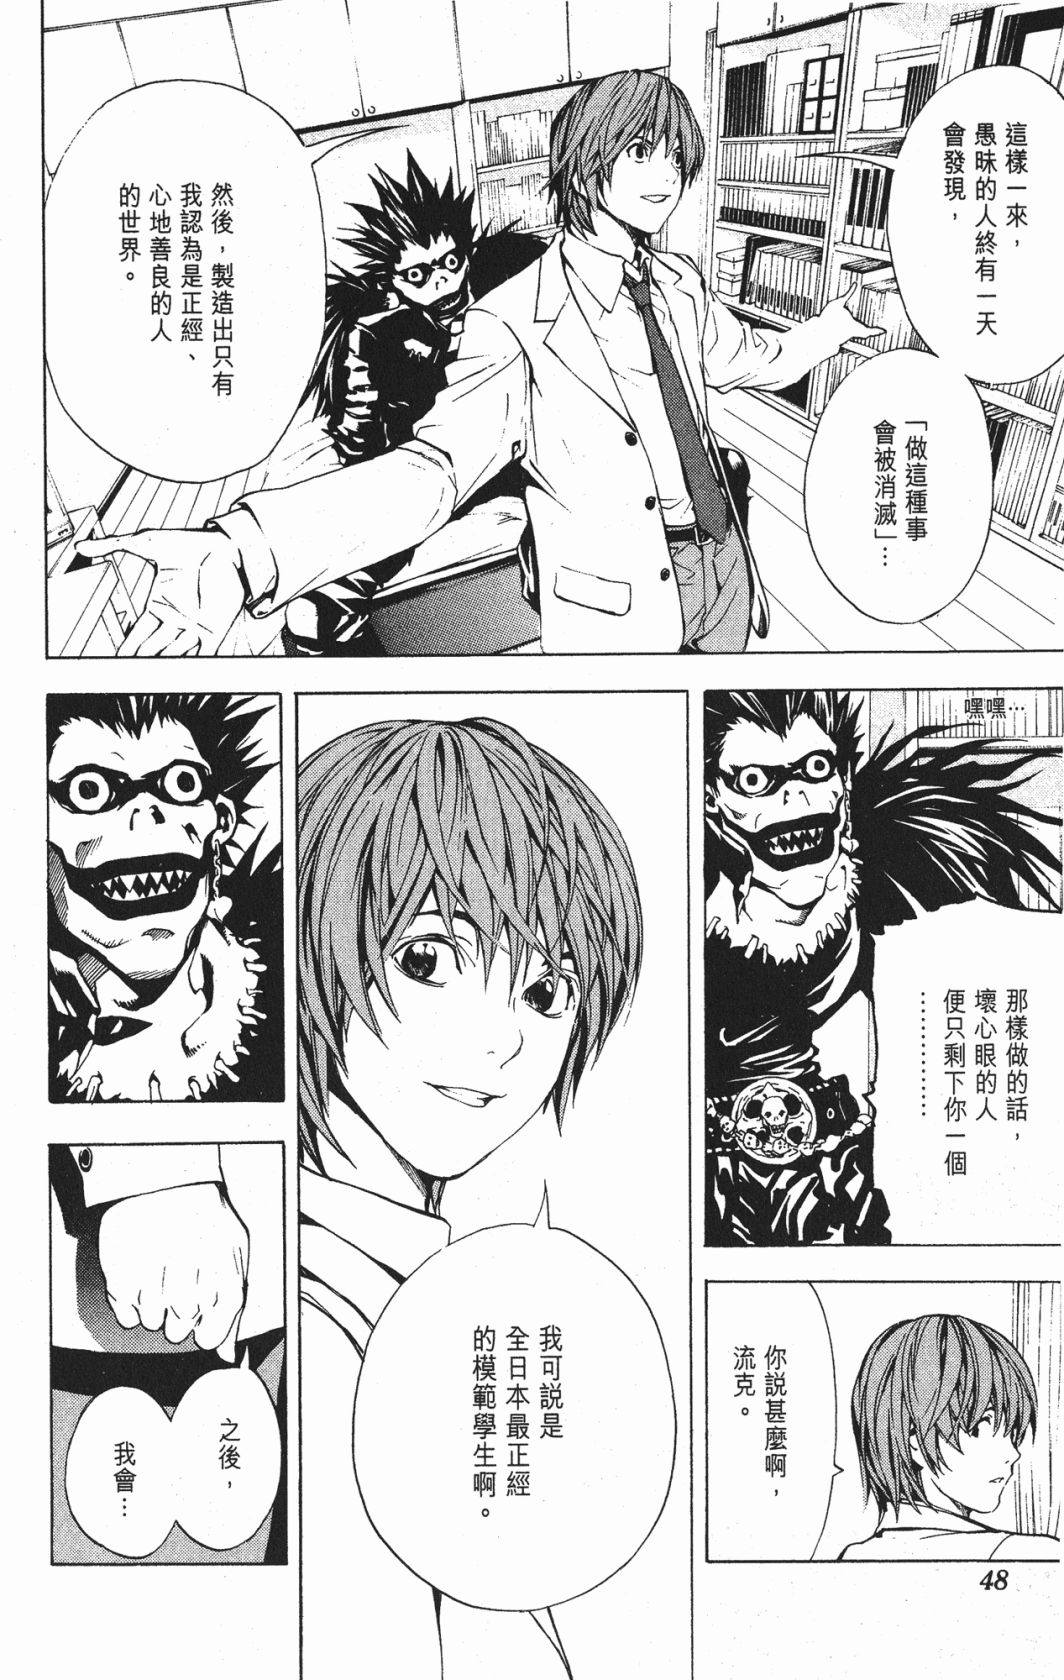 這樣一來，
愚昧的人終有一天
會發現，
「做這種事
會被消滅」…
然後，製造出只有
我認為是正經、
心地善良的人
的世界。
嘿嘿…
那樣做的話，
壞心眼的人
便只剩下你一個
…………
你説甚麼啊，
流克。
我可説是
全日本最正經
的模範學生啊。
之後，
我會…
48